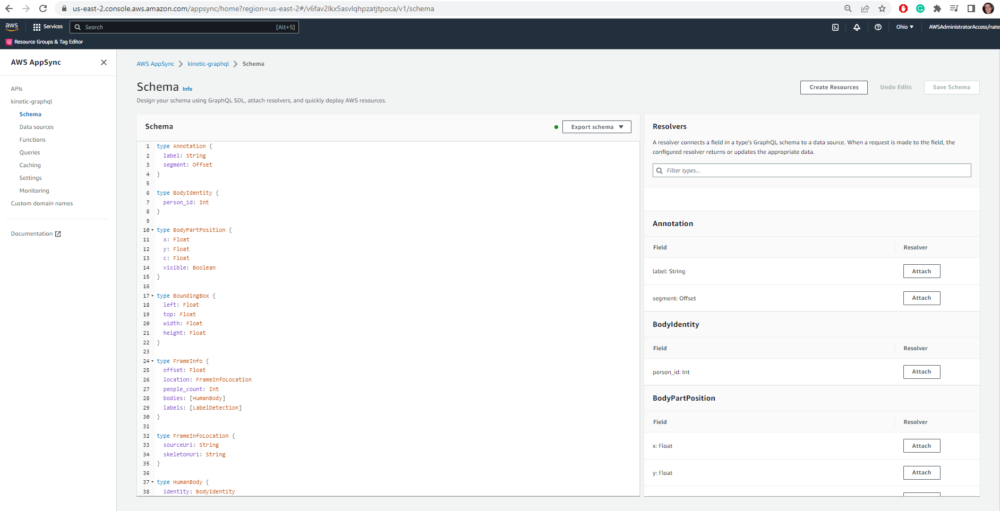 us-east-2.console.aws.amazon.com/appsync/home?region=us-east-2#/v6fav2lkx5asvlqhpzatjtpoca/v1/schema
aws
Services
Search
[Alt+S]
Ohio
AWSAdministratorAccess/nate
Resource Groups & Tag Editor
AWS AppSync
APIs
kinetic-graphql
Schema
Data sources
Functions
Queries
Caching
Settings
Monitoring
Custom domain names
Documentation
AWS AppSync
kinetic-graphql
Schema
Schema Info
Design your schema using GraphQL SDL, attach resolvers, and quickly deploy AWS resources.
Create Resources
Undo Edits
Save Schema
Schema
Export schema
1 type Annotation {
2 label: String
3 segment: Offset
4 }
5
6 type BodyIdentity {
7 person_id: Int
8 }
9
10 type BodyPartPosition {
11 x: Float
12 y: Float
13 c: Float
14 visible: Boolean
15 }
16
17 type BoundingBox {
18 left: Float
19 top: Float
20 width: Float
21 height: Float
22 }
23
24 type FrameInfo {
25 offset: Float
26 location: FrameInfoLocation
27 people_count: Int
28 bodies: [HumanBody]
29 labels: [LabelDetection]
30 }
31
32 type FrameInfoLocation {
33 sourceUri: String
34 skeletonUri: String
35 }
36
37 type HumanBody {
38 identity: BodyIdentity
Resolvers
A resolver connects a field in a type's GraphQL schema to a data source. When a request is made to the field, the
configured resolver returns or updates the appropriate data.
Filter types...
Annotation
Field Resolver
label: String Attach
segment: Offset Attach
BodyIdentity
Field Resolver
person_id: Int Attach
BodyPartPosition
Field Resolver
x: Float Attach
y: Float Attach